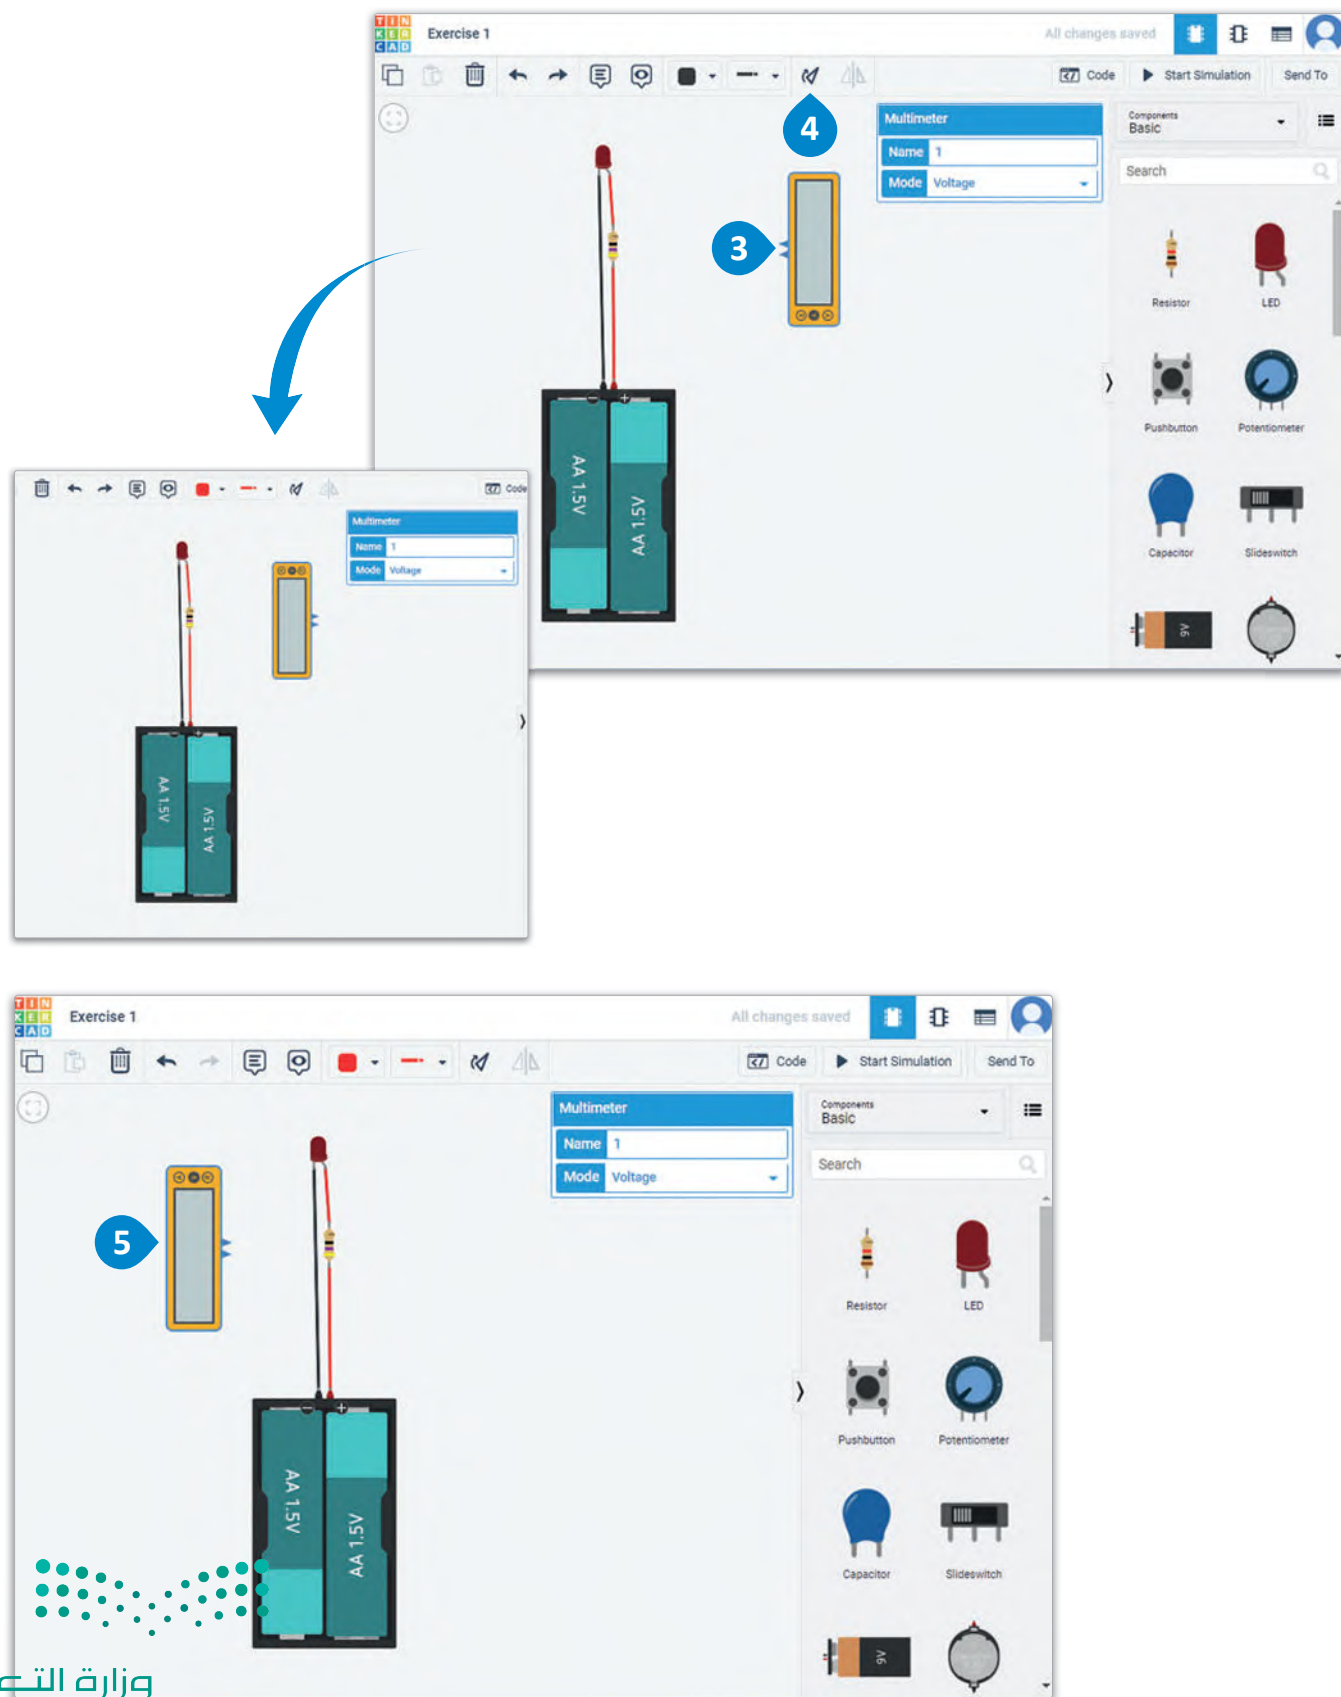 TIN
KER
CAD
Exercise 1
All changes saved
Code
Start Simulation
Send To
4
Multimeter
Name 1
Mode Voltage
Components
Basic
Search
3
Resistor
LED
Pushbutton
Potentiometer
Capacitor
Slideswitch
9V
AA 1.5V
AA 1.5V
Code
Multimeter
Name 1
Mode Voltage
AA 1.5V
AA 1.5V
TIN
KER
CAD
Exercise 1
All changes saved
Code
Start Simulation
Send To
Multimeter
Name 1
Mode Voltage
Components
Basic
Search
5
Resistor
LED
Pushbutton
Potentiometer
Capacitor
Slideswitch
9V
AA 1.5V
AA 1.5V
وزارة